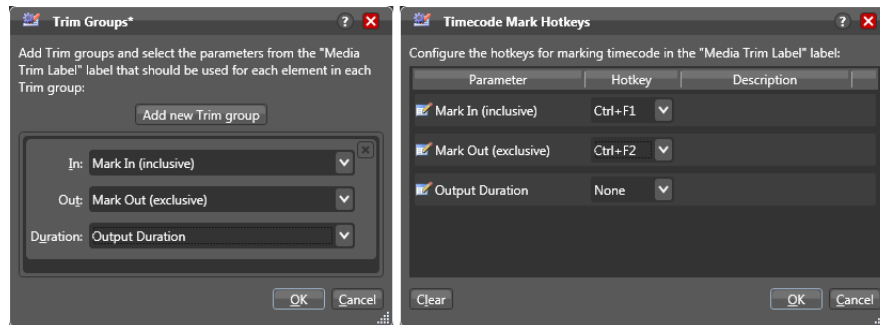 Trim Groups*
?
Add Trim groups and select the parameters from the "Media
Trim Label" label that should be used for each element in each
Trim group:
Add new Trim group
In: Mark In (inclusive)
Out: Mark Out (exclusive)
Duration: Output Duration
OK Cancel
Timecode Mark Hotkeys
?
Configure the hotkeys for marking timecode in the "Media Trim Label" label:
Parameter Hotkey Description
Mark In (inclusive) Ctrl+F1
Mark Out (exclusive) Ctrl+F2
Output Duration None
Clear OK Cancel